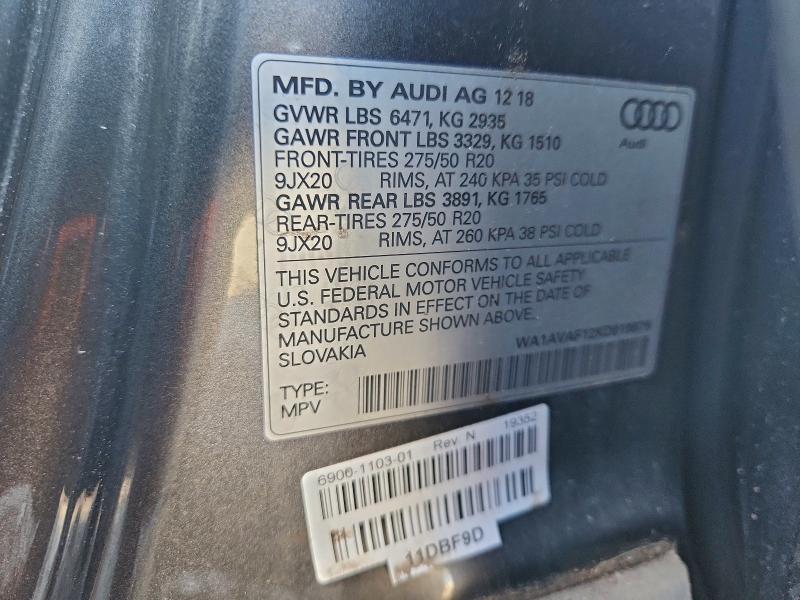 MFD. BY AUDI AG 12 18
GVWR LBS 6471, KG 2935
GAWR FRONT LBS 3329, KG 1510
FRONT-TIRES 275/50 R20
9JX20 RIMS, AT 240 KPA 35 PSI COLD
GAWR REAR LBS 3891, KG 1765
REAR-TIRES 275/50 R20
9JX20 RIMS, AT 260 KPA 38 PSI COLD
Audi
THIS VEHICLE CONFORMS TO ALL APPLICABLE
U.S. FEDERAL MOTOR VEHICLE SAFETY
STANDARDS IN EFFECT ON THE DATE OF
MANUFACTURE SHOWN ABOVE.
SLOVAKIA
TYPE:
MPV
6906-1103-01 Rev. N 19352
11DBF9D